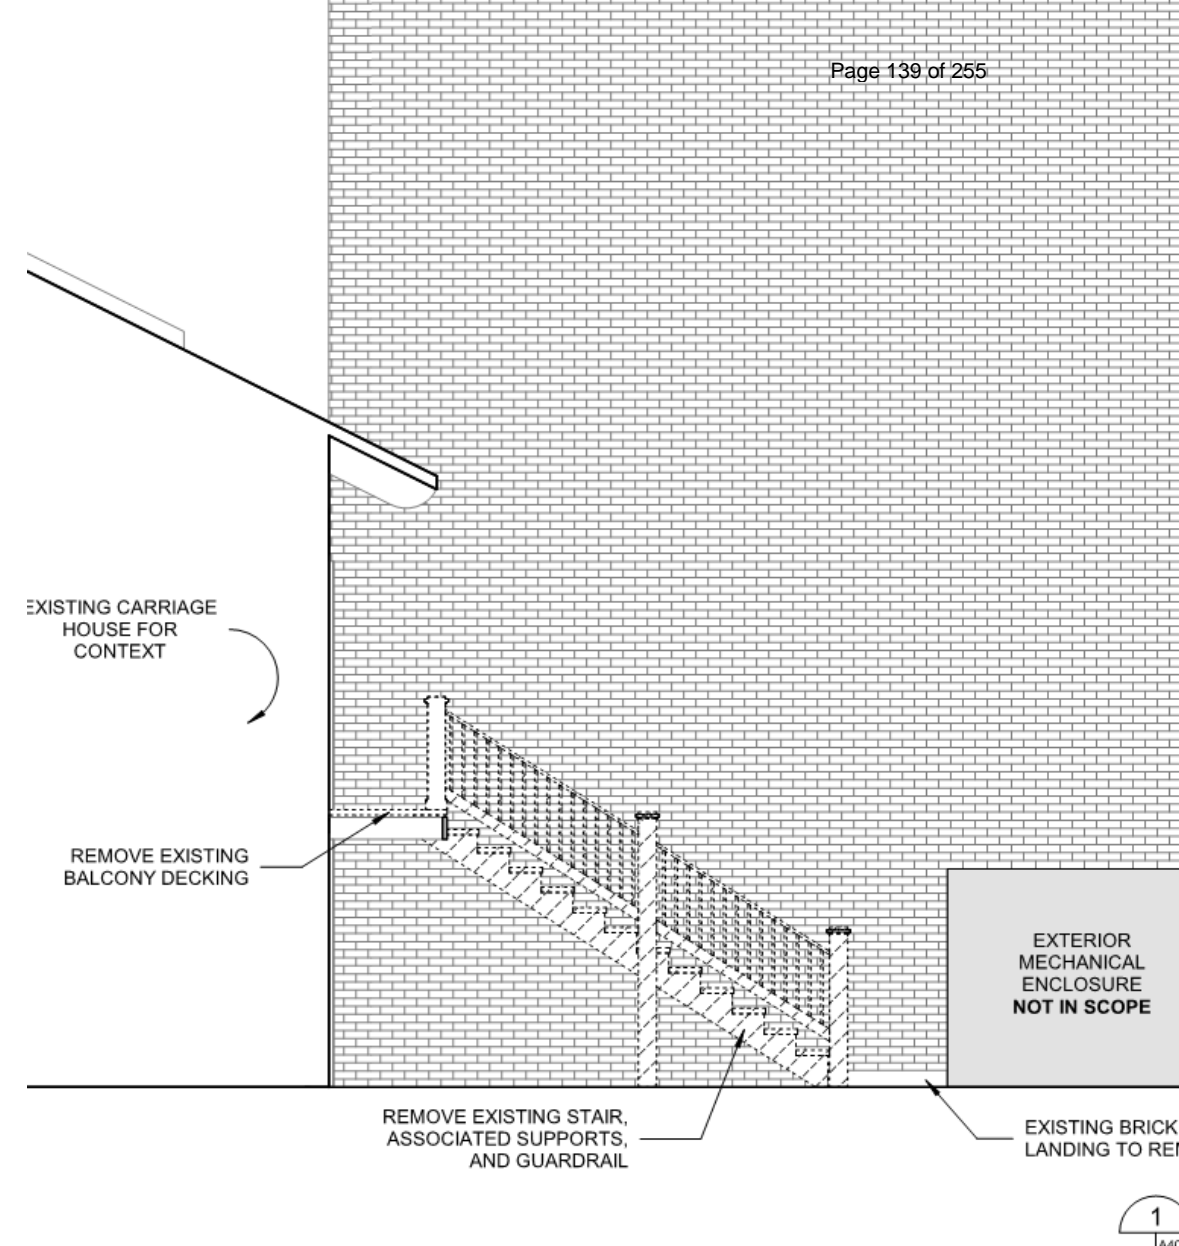 Page 139 of 255
EXISTING CARRIAGE
HOUSE FOR
CONTEXT
REMOVE EXISTING
BALCONY DECKING
EXTERIOR
MECHANICAL
ENCLOSURE
NOT IN SCOPE
REMOVE EXISTING STAIR,
ASSOCIATED SUPPORTS,
AND GUARDRAIL
EXISTING BRICK
LANDING TO
1